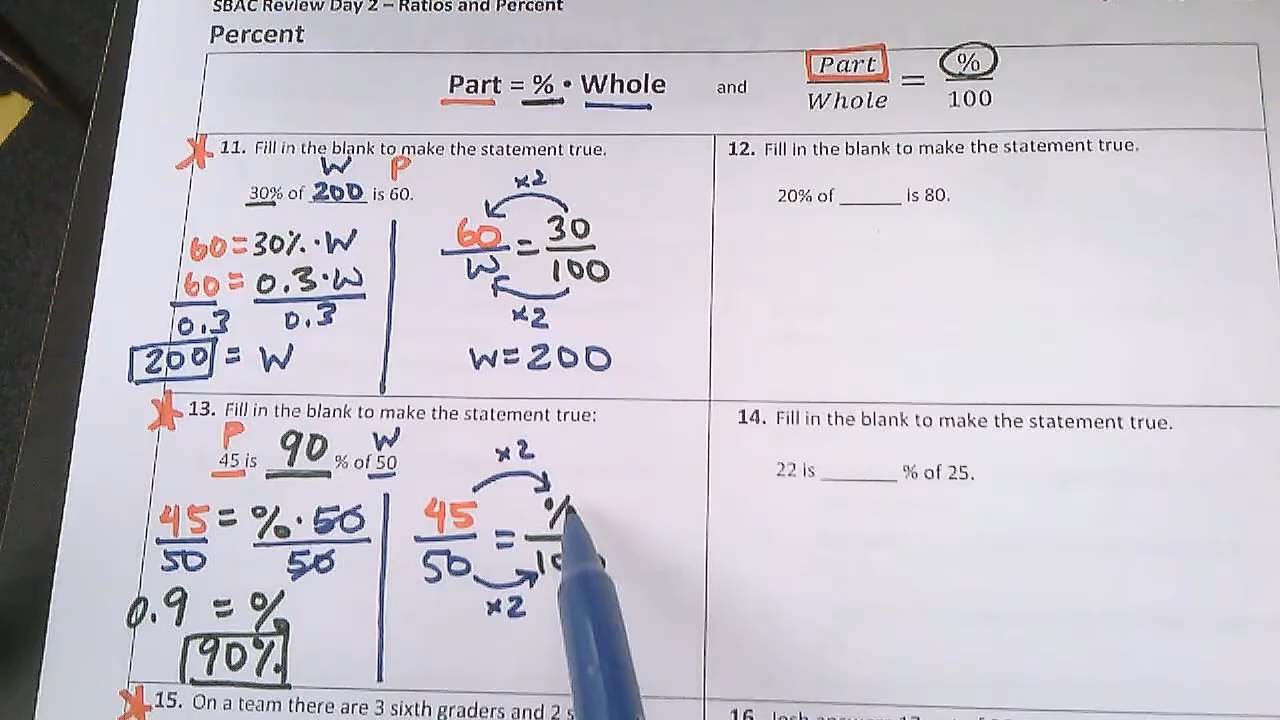 SBAC Review Day 2 – Ratios and Percent
Percent
Part = % • Whole and Part/Whole = %/100
11. Fill in the blank to make the statement true.
W P
30% of 200 is 60.
60 = 30% · W
60 = 0.3 · W
0.3 0.3
200 = W
×2
60/W = 30/100
×2
W = 200
12. Fill in the blank to make the statement true.
20% of ______ is 80.
13. Fill in the blank to make the statement true:
P W
45 is 90 % of 50
45 = % · 50
50 50
0.9 = %
90%
×2
45/50 = %
×2
14. Fill in the blank to make the statement true.
22 is _______ % of 25.
15. On a team there are 3 sixth graders and 2
16.